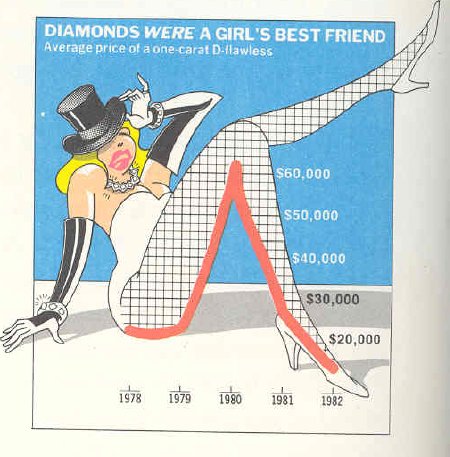 DIAMONDS WERE A GIRL'S BEST FRIEND
Average price of a one-carat D-flawless
$60,000
$50,000
$40,000
$30,000
$20,000
1978 1979 1980 1981 1982